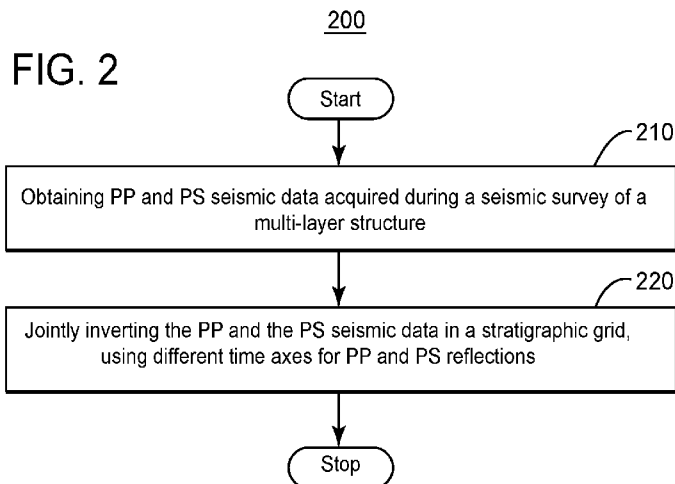 200
FIG. 2
Start
210
Obtaining PP and PS seismic data acquired during a seismic survey of a
multi-layer structure
220
Jointly inverting the PP and the PS seismic data in a stratigraphic grid,
using different time axes for PP and PS reflections
Stop